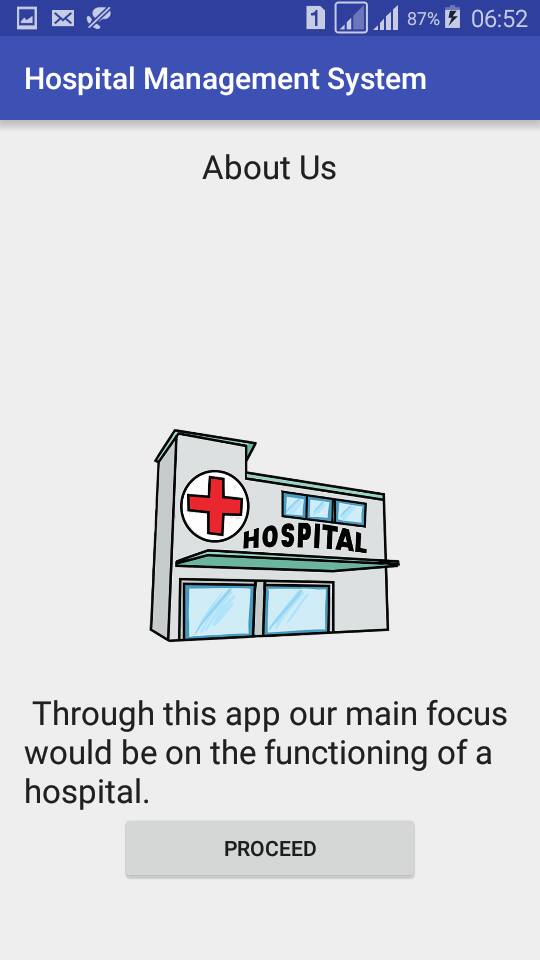 1 87% 06:52
Hospital Management System
About Us
HOSPITAL
Through this app our main focus
would be on the functioning of a
hospital.
PROCEED